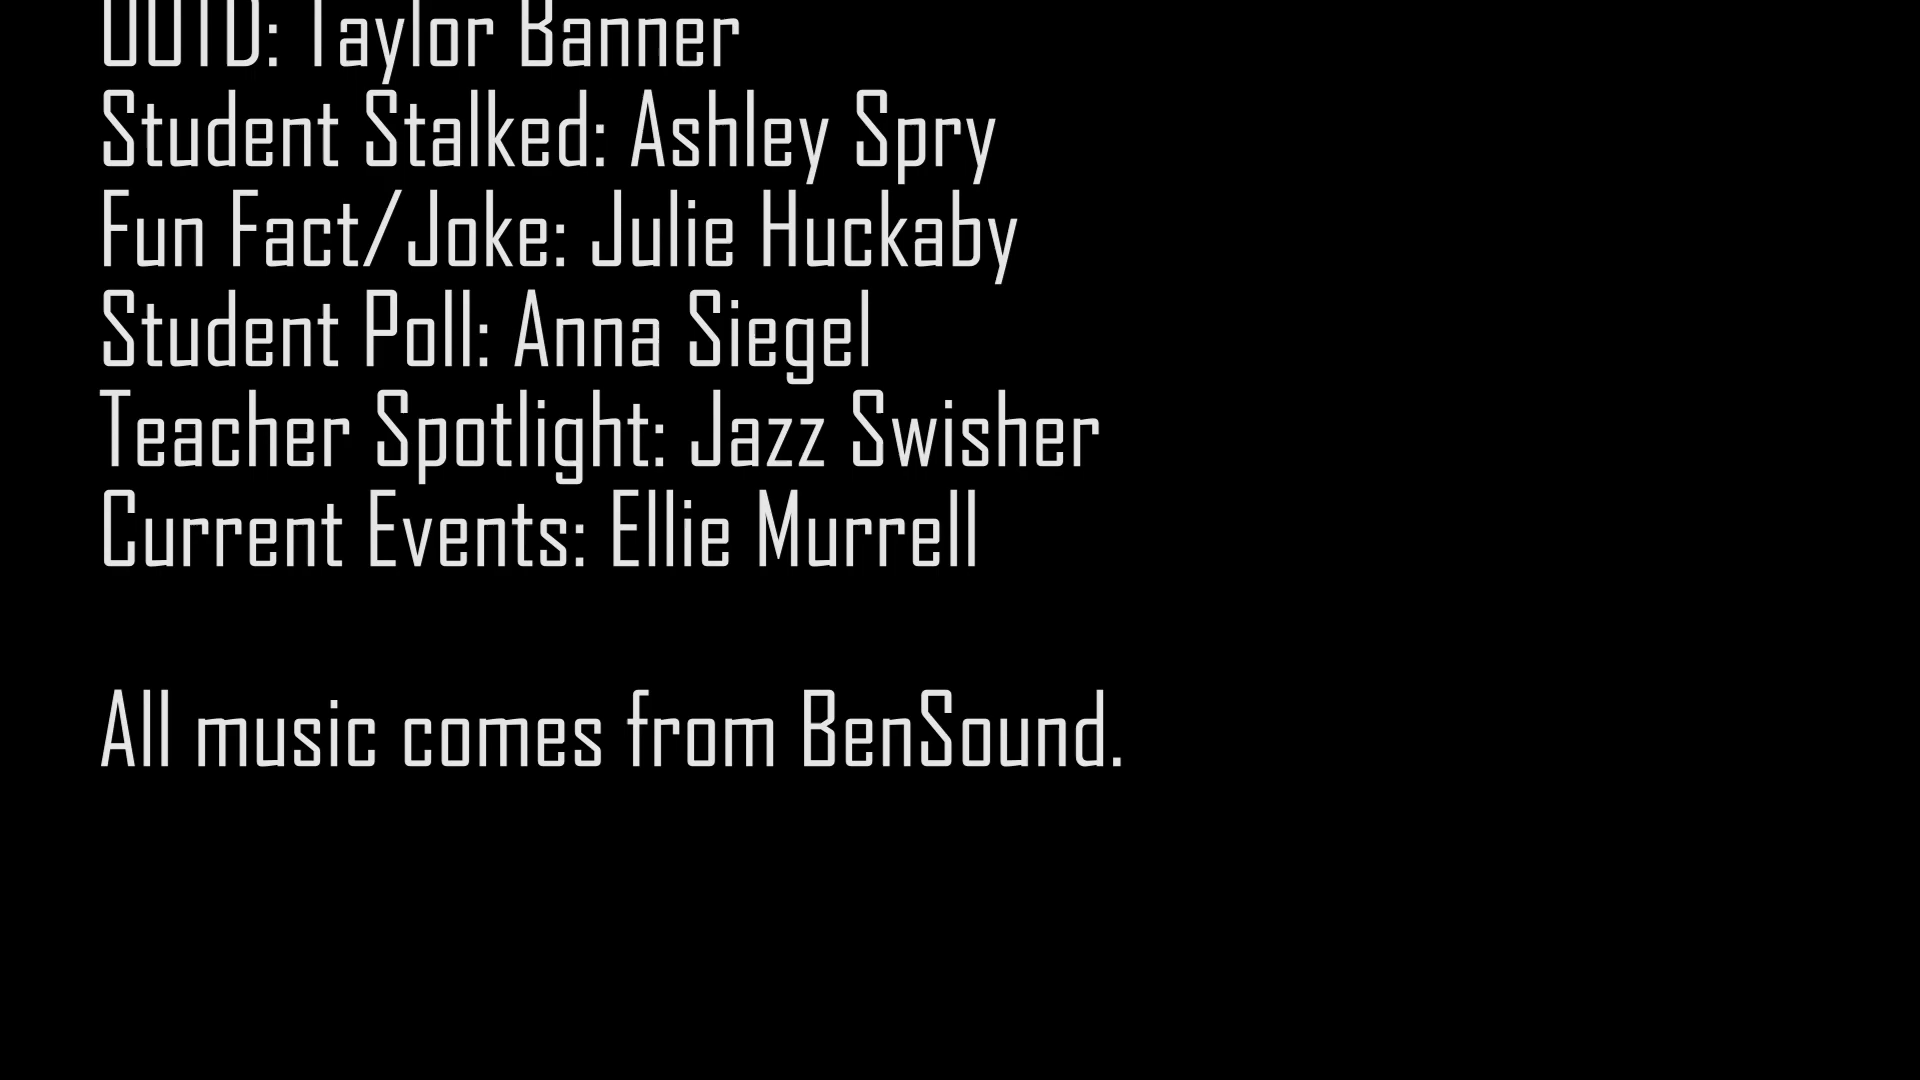 OOTD: Taylor Banner
Student Stalked: Ashley Spry
Fun Fact/Joke: Julie Huckaby
Student Poll: Anna Siegel
Teacher Spotlight: Jazz Swisher
Current Events: Ellie Murrell
All music comes from BenSound.